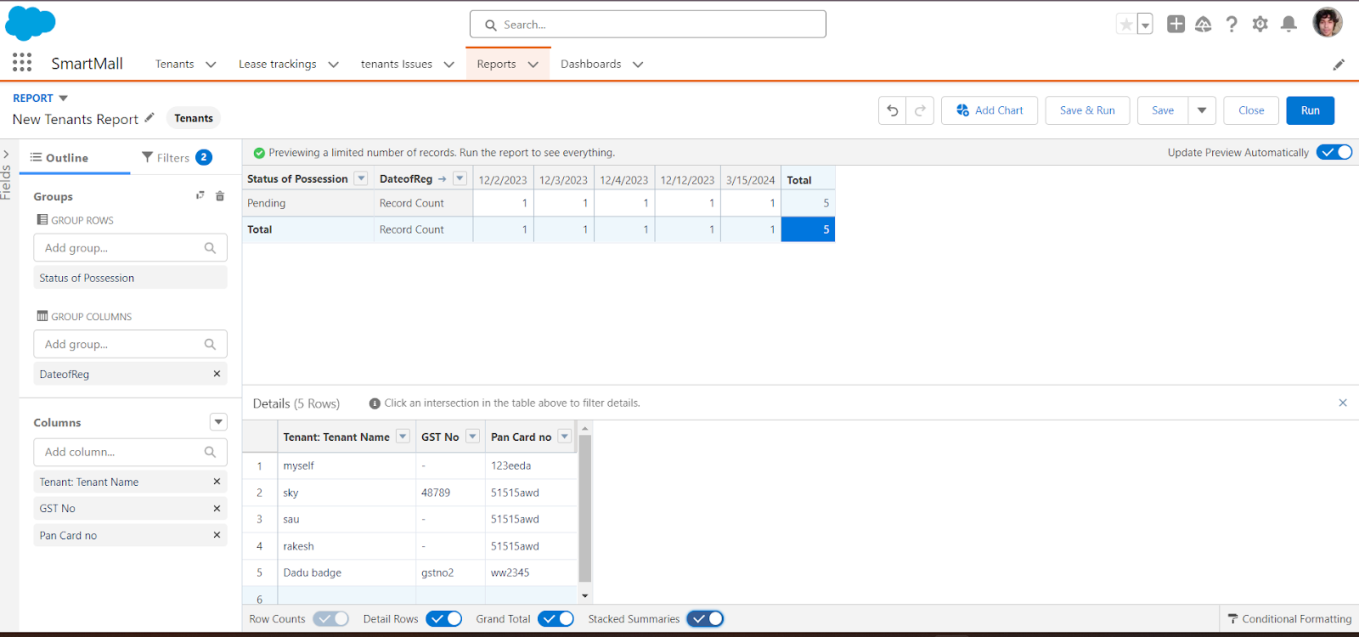 Search...
SmartMall Tenants Lease trackings tenants Issues Reports Dashboards
REPORT
New Tenants Report Tenants
Add Chart Save & Run Save Close Run
Fields
Outline Filters 2
Previewing a limited number of records. Run the report to see everything. Update Preview Automatically
Groups
GROUP ROWS
Add group...
Status of Possession
GROUP COLUMNS
Add group...
DateofReg
Columns
Add column...
Tenant: Tenant Name
GST No
Pan Card no
Status of Possession DateofReg → 12/2/2023 12/3/2023 12/4/2023 12/12/2023 3/15/2024 Total
Pending Record Count 1 1 1 1 1 5
Total Record Count 1 1 1 1 1 5
Details (5 Rows) Click an intersection in the table above to filter details.
Tenant: Tenant Name GST No Pan Card no
1 myself - 123eeda
2 sky 48789 51515awd
3 sau - 51515awd
4 rakesh - 51515awd
5 Dadu badge gstno2 ww2345
6
Row Counts Detail Rows Grand Total Stacked Summaries Conditional Formatting